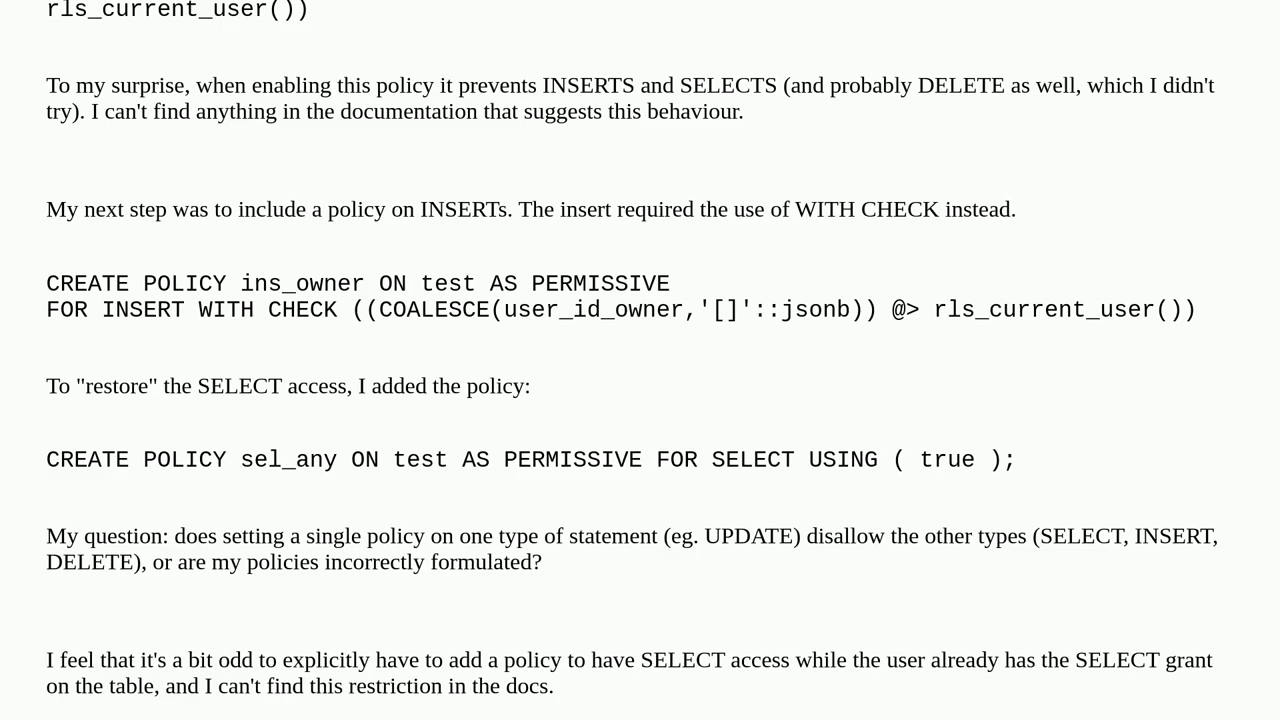 rls_current_user())
To my surprise, when enabling this policy it prevents INSERTS and SELECTS (and probably DELETE as well, which I didn't
try). I can't find anything in the documentation that suggests this behaviour.
My next step was to include a policy on INSERTs. The insert required the use of WITH CHECK instead.
CREATE POLICY ins_owner ON test AS PERMISSIVE
FOR INSERT WITH CHECK ((COALESCE(user_id_owner,'[]'::jsonb)) @> rls_current_user())
To "restore" the SELECT access, I added the policy:
CREATE POLICY sel_any ON test AS PERMISSIVE FOR SELECT USING ( true );
My question: does setting a single policy on one type of statement (eg. UPDATE) disallow the other types (SELECT, INSERT,
DELETE), or are my policies incorrectly formulated?
I feel that it's a bit odd to explicitly have to add a policy to have SELECT access while the user already has the SELECT grant
on the table, and I can't find this restriction in the docs.